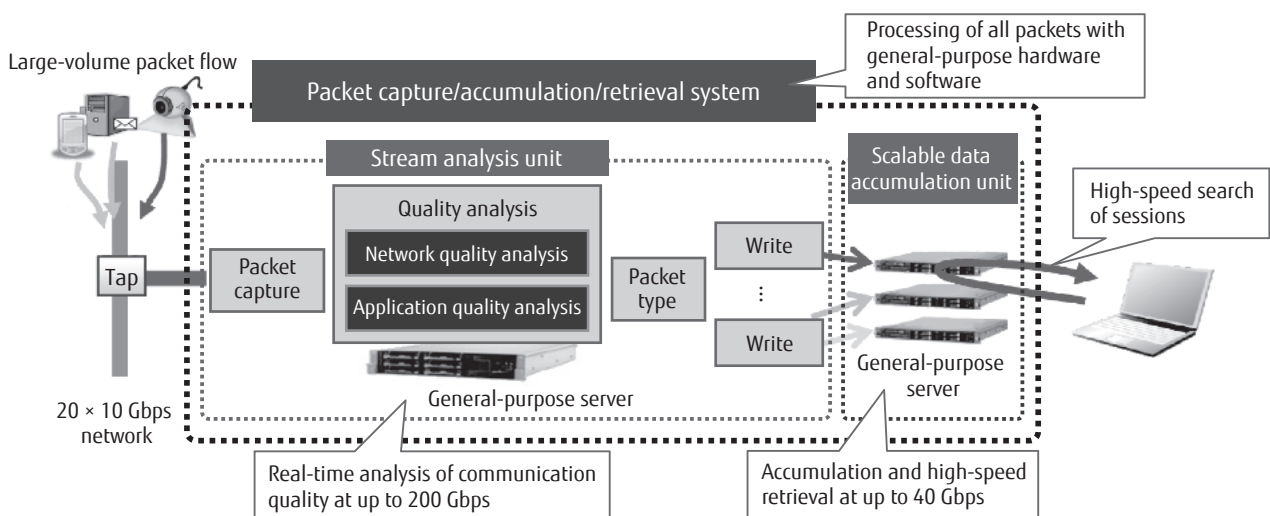 Processing of all packets with
general-purpose hardware
and software
Large-volume packet flow
Packet capture/accumulation/retrieval system
Stream analysis unit
Scalable data
accumulation unit
High-speed search
of sessions
Quality analysis
Network quality analysis
Application quality analysis
Tap
Packet
capture
Packet
type
Write
⋮
Write
General-purpose server
General-purpose
server
20 × 10 Gbps
network
Real-time analysis of communication
quality at up to 200 Gbps
Accumulation and high-speed
retrieval at up to 40 Gbps